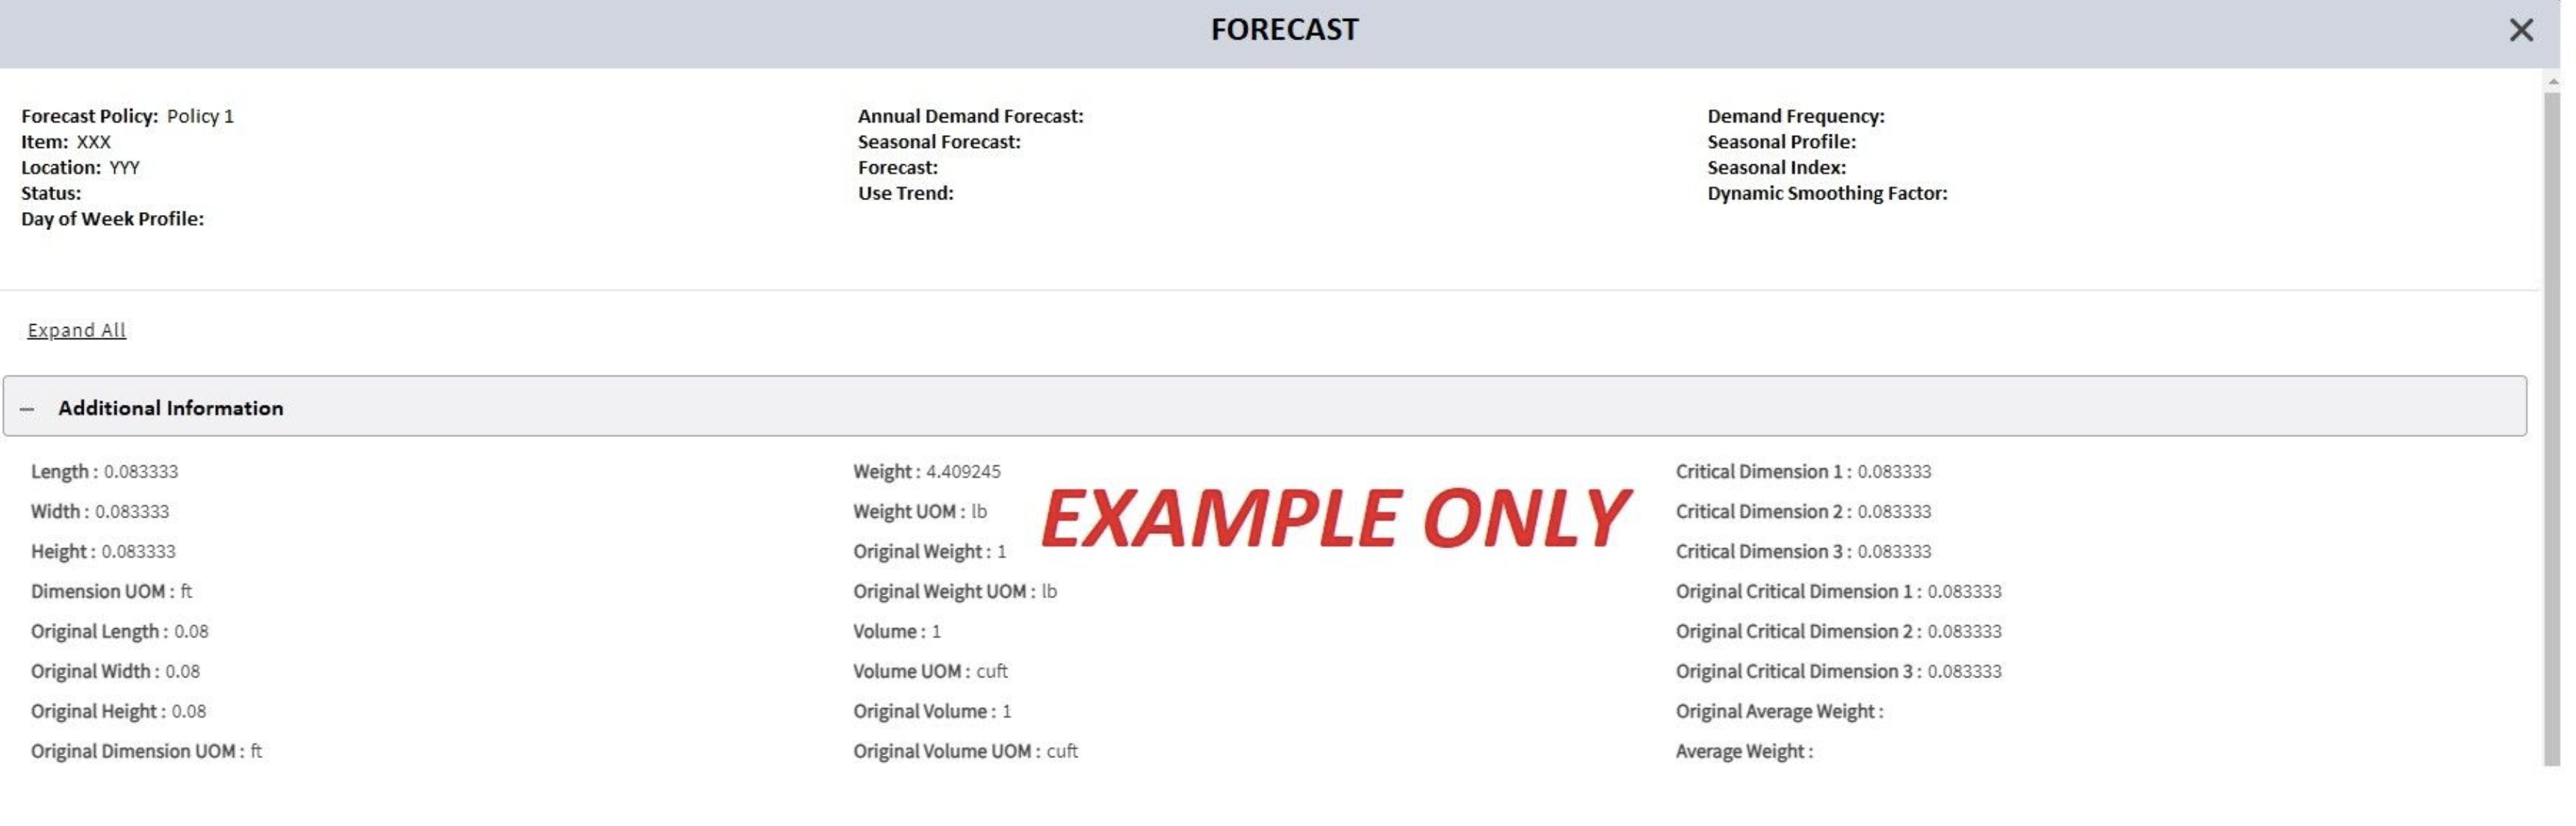 FORECAST
Forecast Policy: Policy 1
Item: XXX
Location: YYY
Status:
Day of Week Profile:
Annual Demand Forecast:
Seasonal Forecast:
Forecast:
Use Trend:
Demand Frequency:
Seasonal Profile:
Seasonal Index:
Dynamic Smoothing Factor:
Expand All
Additional Information
Length : 0.083333
Width : 0.083333
Height : 0.083333
Dimension UOM : ft
Original Length : 0.08
Original Width : 0.08
Original Height : 0.08
Original Dimension UOM : ft
Weight : 4.409245
Weight UOM : lb
Original Weight : 1
Original Weight UOM : lb
Volume : 1
Volume UOM : cuft
Original Volume : 1
Original Volume UOM : cuft
EXAMPLE ONLY
Critical Dimension 1 : 0.083333
Critical Dimension 2 : 0.083333
Critical Dimension 3 : 0.083333
Original Critical Dimension 1 : 0.083333
Original Critical Dimension 2 : 0.083333
Original Critical Dimension 3 : 0.083333
Original Average Weight :
Average Weight :